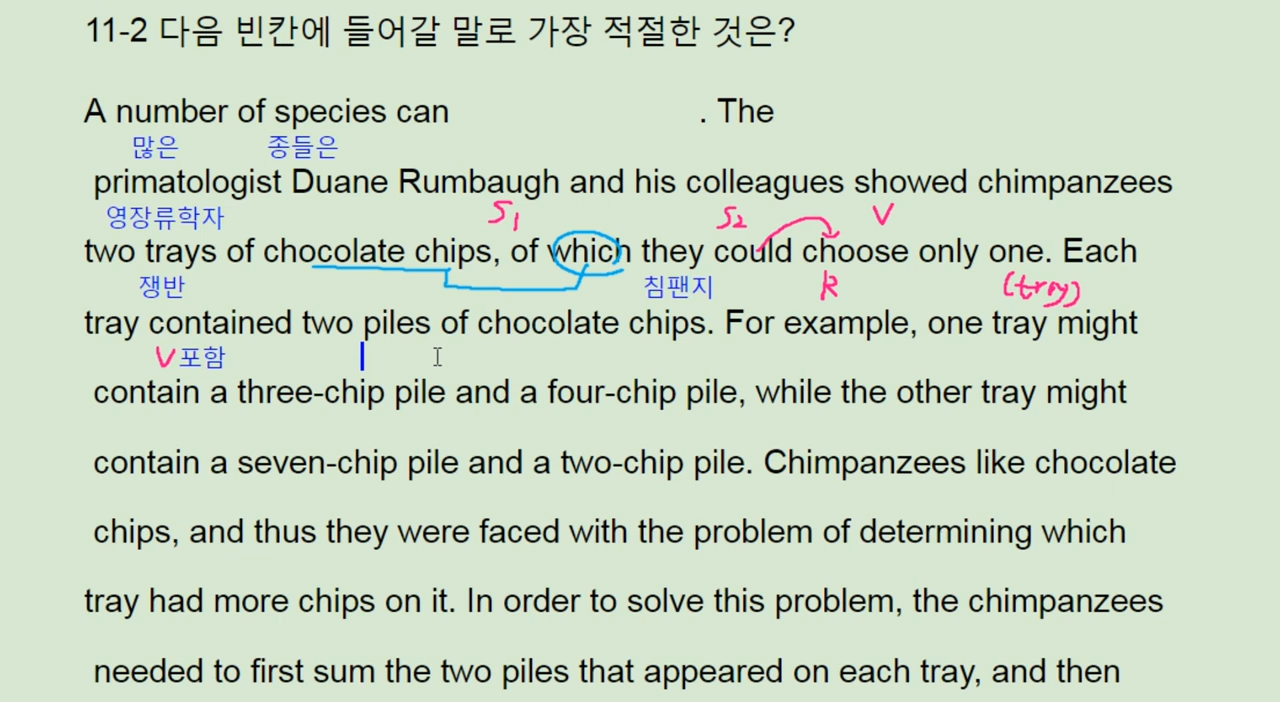 11-2 다음 빈칸에 들어갈 말로 가장 적절한 것은?
A number of species can . The
많은 종들은
primatologist Duane Rumbaugh and his colleagues showed chimpanzees
영장류학자 S1 S2 V
two trays of chocolate chips, of which they could choose only one. Each
쟁반 침팬지 R (tray)
tray contained two piles of chocolate chips. For example, one tray might
V 포함
contain a three-chip pile and a four-chip pile, while the other tray might
contain a seven-chip pile and a two-chip pile. Chimpanzees like chocolate
chips, and thus they were faced with the problem of determining which
tray had more chips on it. In order to solve this problem, the chimpanzees
needed to first sum the two piles that appeared on each tray, and then